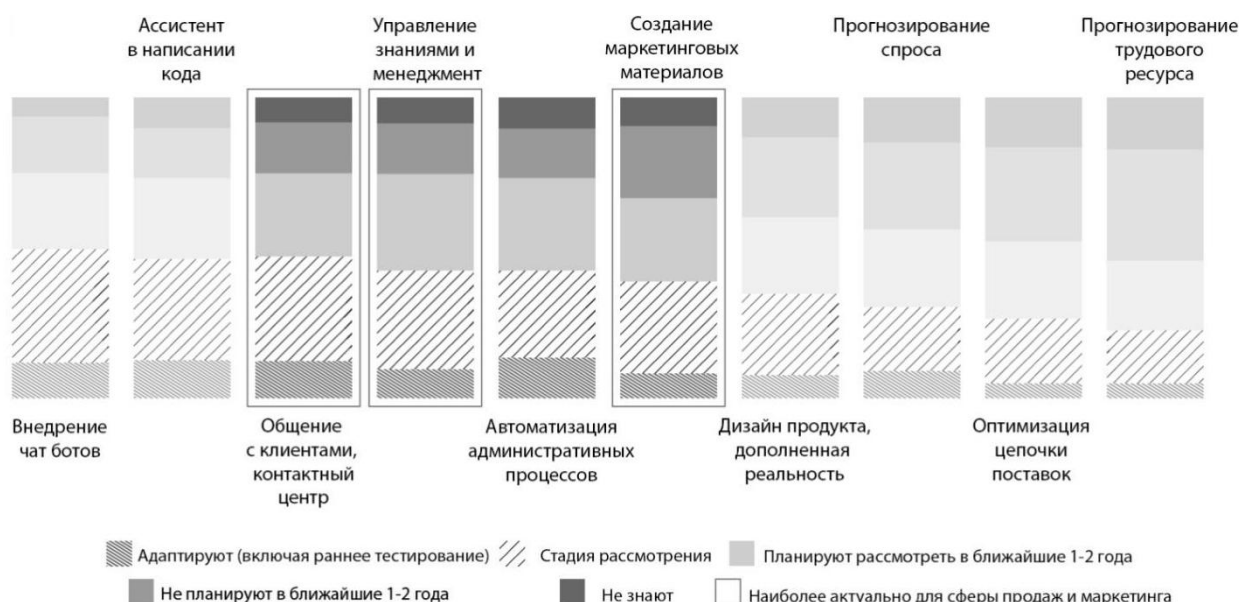 Ассистент
в написании
кода
Управление
знаниями и
менеджмент
Создание
маркетинговых
материалов
Прогнозирование
спроса
Прогнозирование
трудового
ресурса
Внедрение
чат ботов
Общение
с клиентами,
контактный
центр
Автоматизация
административных
процессов
Дизайн продукта,
дополненная
реальность
Оптимизация
цепочки
поставок
Адаптируют (включая раннее тестирование)
Стадия рассмотрения
Планируют рассмотреть в ближайшие 1-2 года
Не планируют в ближайшие 1-2 года
Не знают
Наиболее актуально для сферы продаж и маркетинга